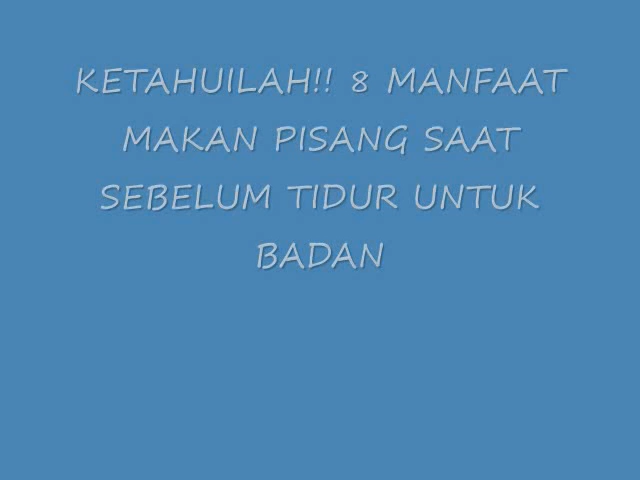 KETAHUILAH!! 8 MANFAAT
MAKAN PISANG SAAT
SEBELUM TIDUR UNTUK
BADAN